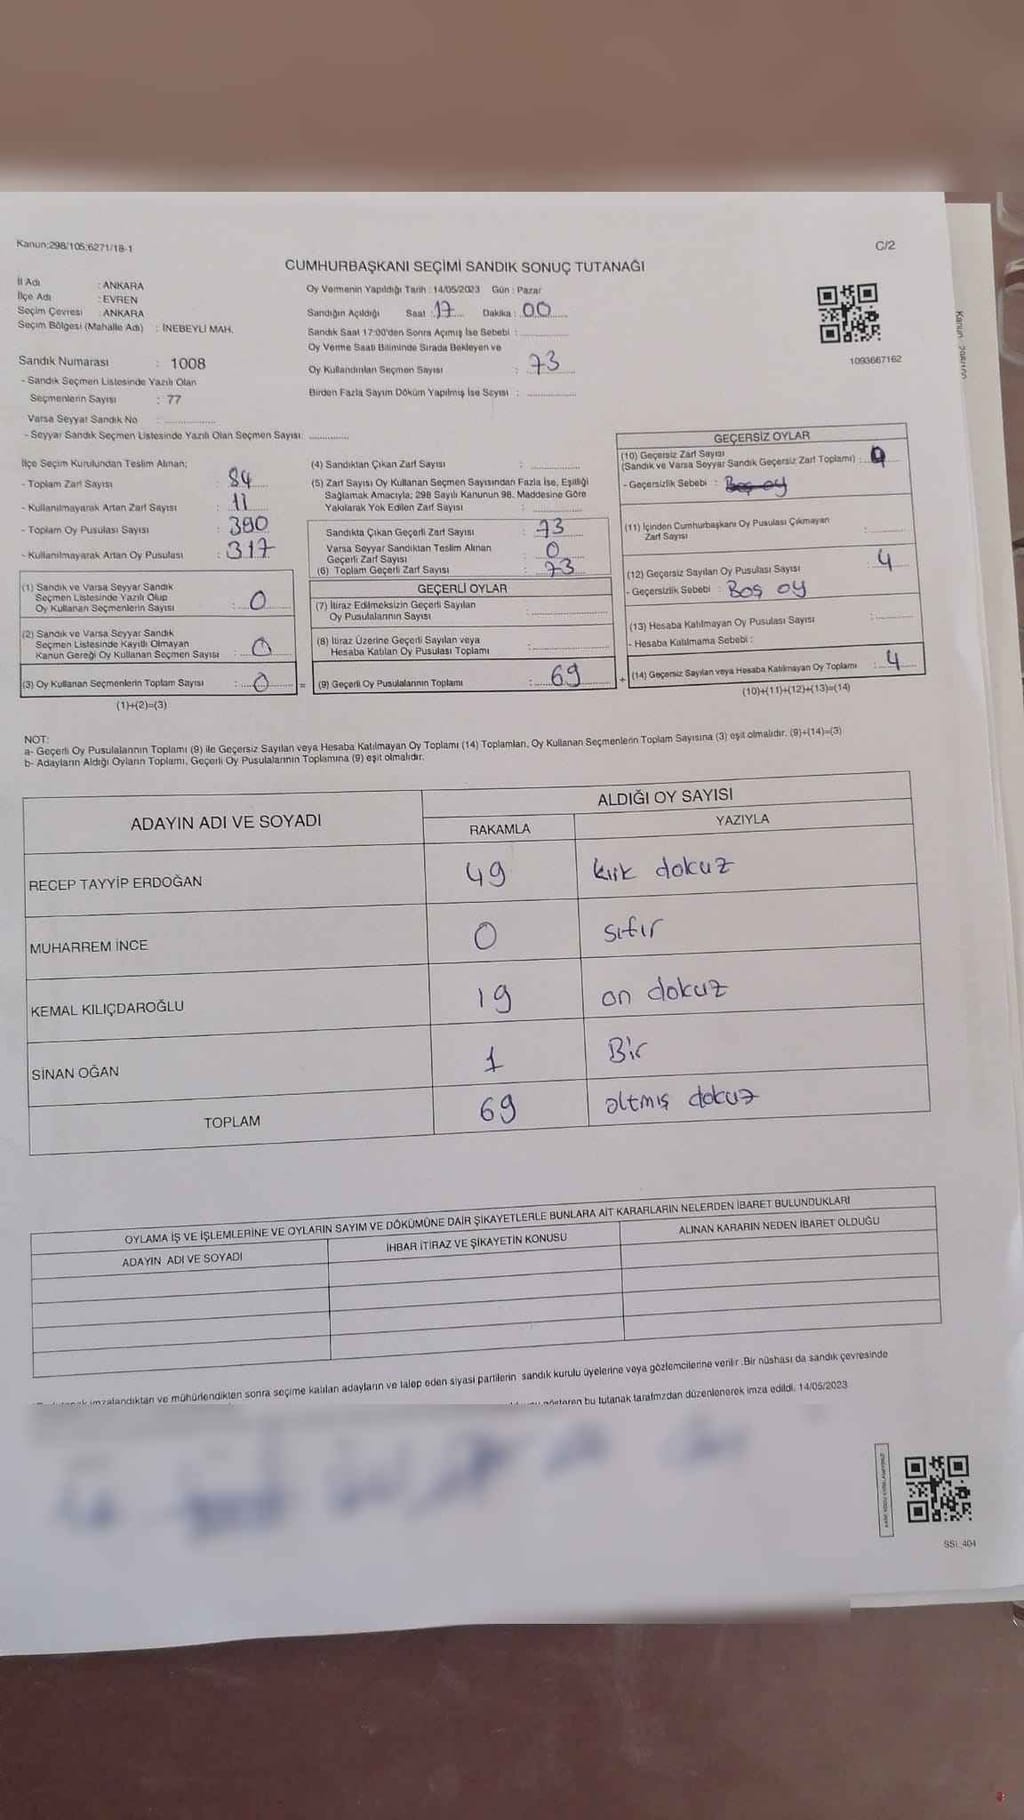 Kanun:298/105;6271/18-1
C/2
CUMHURBAŞKANI SEÇİMİ SANDIK SONUÇ TUTANAĞI
İl Adı : ANKARA
İlçe Adı : EVREN
Seçim Çevresi : ANKARA
Seçim Bölgesi (Mahalle Adı) : İNEBEYLİ MAH.
Sandık Numarası : 1008
- Sandık Seçmen Listesinde Yazılı Olan
Seçmenlerin Sayısı : 77
Varsa Seyyar Sandık No : ..................
- Seyyar Sandık Seçmen Listesinde Yazılı Olan Seçmen Sayısı: ..............
Oy Vermenin Yapıldığı Tarih : 14/05/2023 Gün : Pazar
Sandığın Açıldığı Saat : 17 Dakika : 00
Sandık Saat 17:00'den Sonra Açımış İse Sebebi :
Oy Verme Saati Bitiminde Sırada Bekleyen ve
Oy Kullandırılan Seçmen Sayısı : 73
Birden Fazla Sayım Döküm Yapılmış İse Sayısı : .................
1093667162
Kanun: 298/105
İlçe Seçim Kurulundan Teslim Alınan;
- Toplam Zarf Sayısı : 84
- Kullanılmayarak Artan Zarf Sayısı : 11
- Toplam Oy Pusulası Sayısı : 390
- Kullanılmayarak Artan Oy Pusulası : 317
(1) Sandık ve Varsa Seyyar Sandık
Seçmen Listesinde Yazılı Olup
Oy Kullanan Seçmenlerin Sayısı : 0
(2) Sandık ve Varsa Seyyar Sandık
Seçmen Listesinde Kayıtlı Olmayan
Kanun Gereği Oy Kullanan Seçmen Sayısı : 0
(3) Oy Kullanan Seçmenlerin Toplam Sayısı : 0 =
(1)+(2)=(3)
(4) Sandıktan Çıkan Zarf Sayısı : ..............
(5) Zarf Sayısı Oy Kullanan Seçmen Sayısından Fazla İse, Eşitliği
Sağlamak Amacıyla; 298 Sayılı Kanunun 98. Maddesine Göre
Yakılarak Yok Edilen Zarf Sayısı : ..............
Sandıkta Çıkan Geçerli Zarf Sayısı : 73
Varsa Seyyar Sandıktan Teslim Alınan
Geçerli Zarf Sayısı : 0
(6) Toplam Geçerli Zarf Sayısı : 73
GEÇERLİ OYLAR
(7) İtiraz Edilmeksizin Geçerli Sayılan
Oy Pusulalarının Sayısı : ..............
(8) İtiraz Üzerine Geçerli Sayılan veya
Hesaba Katılan Oy Pusulası Toplamı : ..............
(9) Geçerli Oy Pusulalarının Toplamı : 69 +
GEÇERSİZ OYLAR
(10) Geçersiz Zarf Sayısı
(Sandık ve Varsa Seyyar Sandık Geçersiz Zarf Toplamı) : 0
- Geçersizlik Sebebi : Boş oy
(11) İçinden Cumhurbaşkanı Oy Pusulası Çıkmayan
Zarf Sayısı : ..............
(12) Geçersiz Sayılan Oy Pusulası Sayısı : 4
- Geçersizlik Sebebi : Boş oy
(13) Hesaba Katılmayan Oy Pusulası Sayısı : ..............
- Hesaba Katılmama Sebebi :
(14) Geçersiz Sayılan veya Hesaba Katılmayan Oy Toplamı : 4
(10)+(11)+(12)+(13)=(14)
NOT:
a- Geçerli Oy Pusulalarının Toplamı (9) ile Geçersiz Sayılan veya Hesaba Katılmayan Oy Toplamı (14) Toplamları, Oy Kullanan Seçmenlerin Toplam Sayısına (3) eşit olmalıdır. (9)+(14)=(3)
b- Adayların Aldığı Oyların Toplamı, Geçerli Oy Pusulalarının Toplamına (9) eşit olmalıdır.
ADAYIN ADI VE SOYADI
ALDIĞI OY SAYISI
RAKAMLA YAZIYLA
RECEP TAYYİP ERDOĞAN 49 kırk dokuz
MUHARREM İNCE 0 sıfır
KEMAL KILIÇDAROĞLU 19 on dokuz
SİNAN OĞAN 1 Bir
TOPLAM 69 altmış dokuz
OYLAMA İŞ VE İŞLEMLERİNE VE OYLARIN SAYIM VE DÖKÜMÜNE DAİR ŞİKAYETLERLE BUNLARA AİT KARARLARIN NELERDEN İBARET BULUNDUKLARI
ADAYIN ADI VE SOYADI İHBAR İTİRAZ VE ŞİKAYETİN KONUSU ALINAN KARARIN NEDEN İBARET OLDUĞU
imzalandıktan ve mühürlendikten sonra seçime katılan adayların ve talep eden siyasi partilerin sandık kurulu üyelerine veya gözlemcilerine verilir .Bir nüshası da sandık çevresinde
gösteren bu tutanak tarafımızdan düzenlenerek imza edildi. 14/05/2023
SSİ_404